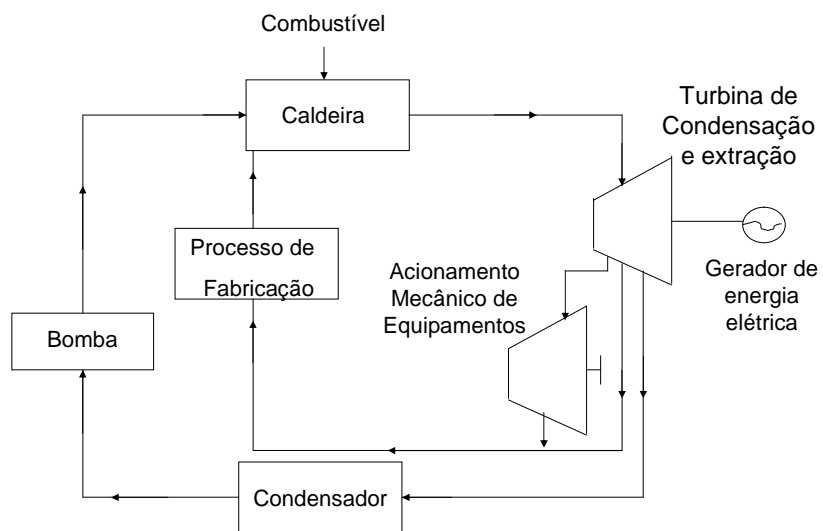 Combustível
Caldeira
Turbina de
Condensação
e extração
Processo de
Fabricação
Acionamento
Mecânico de
Equipamentos
Gerador de
energia
elétrica
Bomba
Condensador